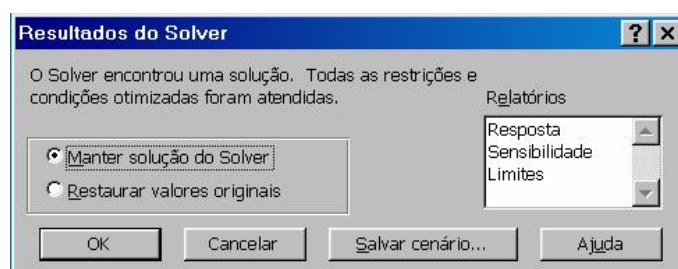 Resultados do Solver
O Solver encontrou uma solução. Todas as restrições e
condições otimizadas foram atendidas.
Relatórios
Resposta
Sensibilidade
Limites
Manter solução do Solver
Restaurar valores originais
OK
Cancelar
Salvar cenário...
Ajuda